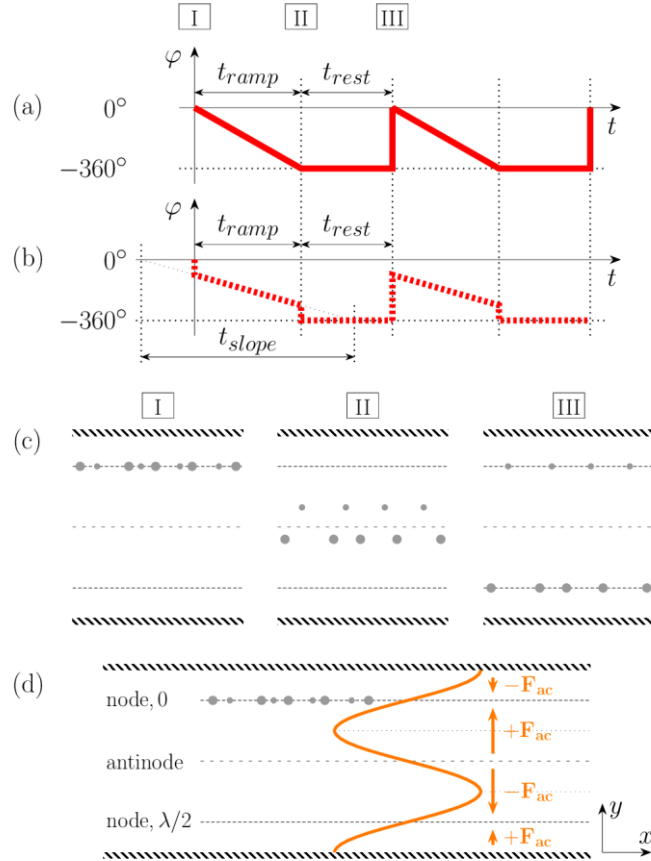 I II III
φ
t_ramp t_rest
(a) 0° t
−360°
φ
t_ramp t_rest
(b) 0° t
−360°
t_slope
I II III
(c)
(d) −F_ac
node, 0
+F_ac
antinode
−F_ac
node, λ/2 y
+F_ac x